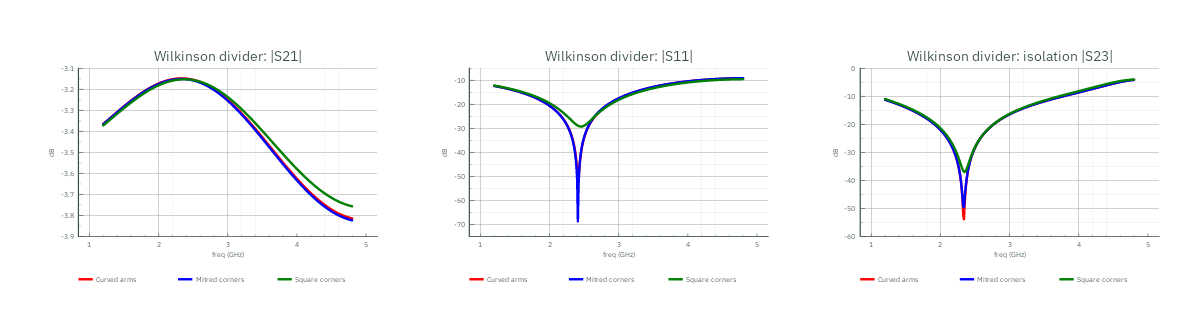 Wilkinson divider: |S21|
-3.1
-3.2
-3.3
-3.4
-3.5
-3.6
-3.7
-3.8
-3.9
dB
1 2 3 4 5
freq (GHz)
Curved arms Mitred corners Square corners
Wilkinson divider: |S11|
-10
-20
-30
-40
-50
-60
-70
dB
1 2 3 4 5
freq (GHz)
Curved arms Mitred corners Square corners
Wilkinson divider: isolation |S23|
0
-10
-20
-30
-40
-50
-60
dB
1 2 3 4 5
freq (GHz)
Curved arms Mitred corners Square corners